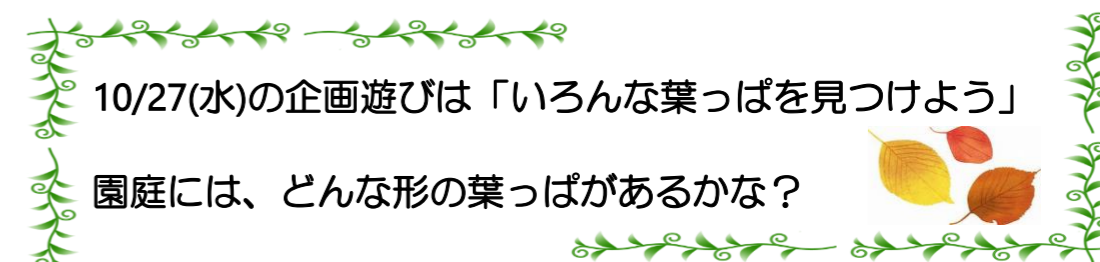 10/27(水)の企画遊びは「いろんな葉っぱを見つけよう」
園庭には、どんな形の葉っぱがあるかな？